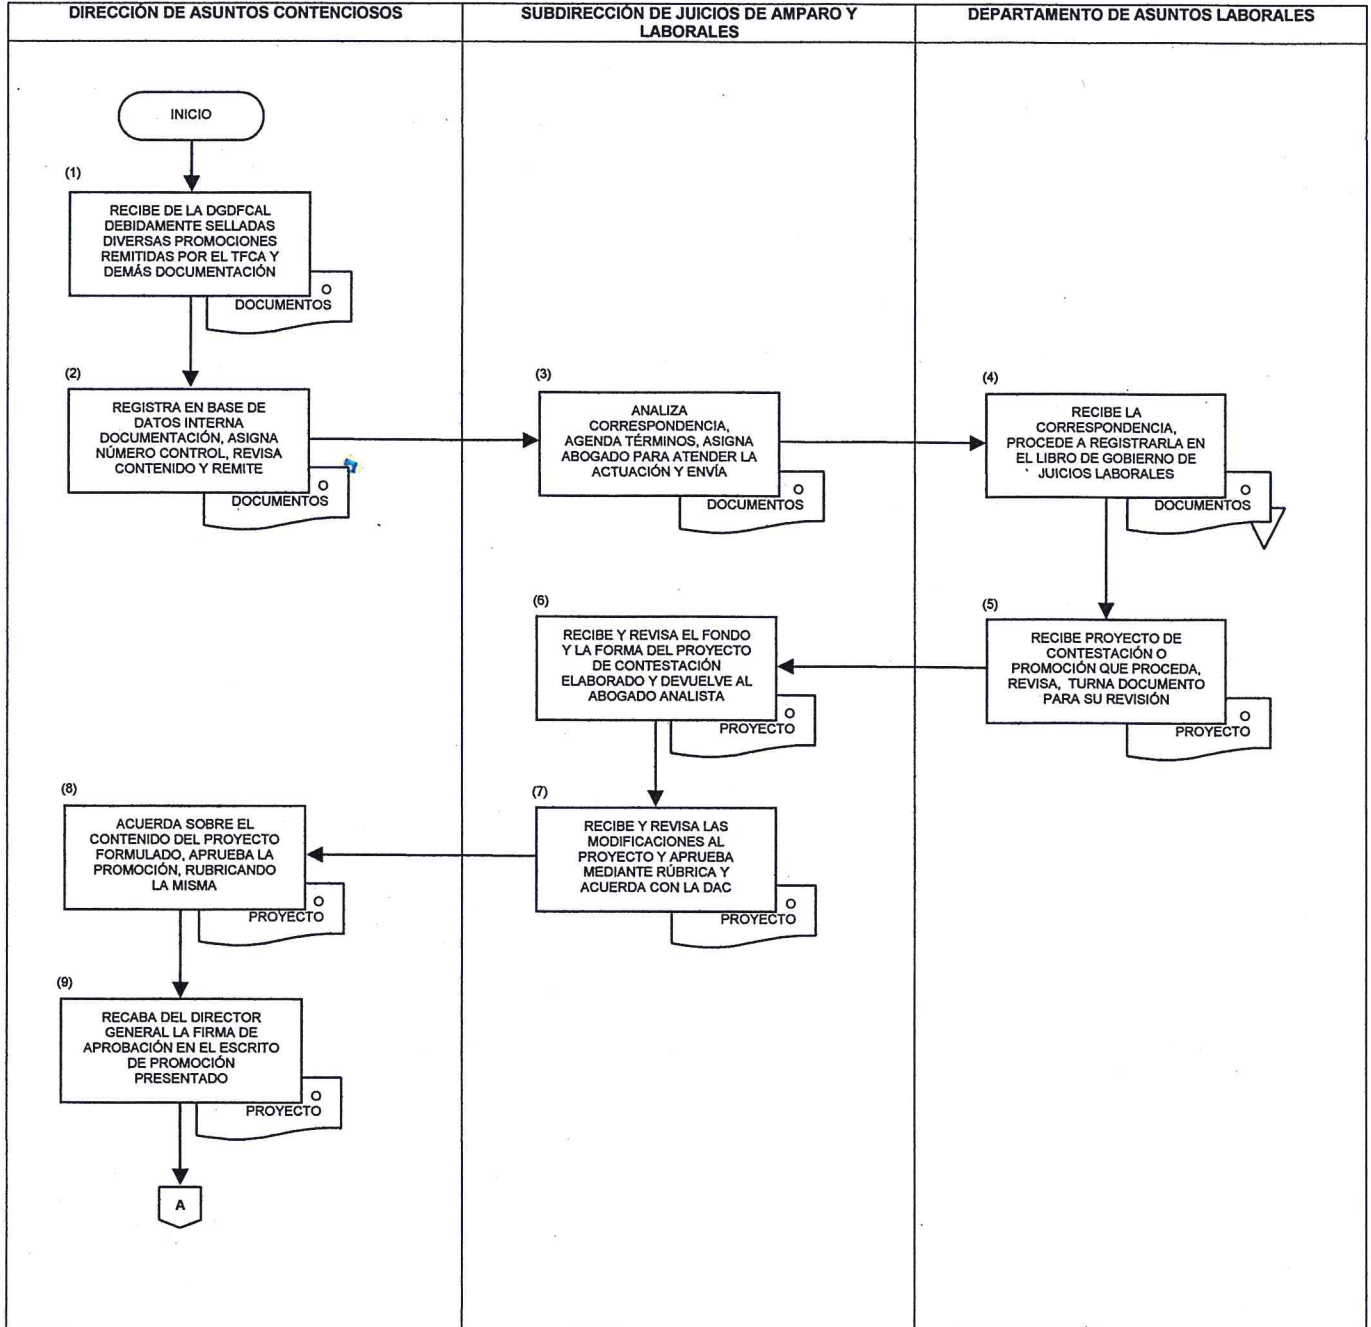 DIRECCIÓN DE ASUNTOS CONTENCIOSOS
SUBDIRECCIÓN DE JUICIOS DE AMPARO Y
LABORALES
DEPARTAMENTO DE ASUNTOS LABORALES
INICIO
(1)
RECIBE DE LA DGDFCAL
DEBIDAMENTE SELLADAS
DIVERSAS PROMOCIONES
REMITIDAS POR EL TFCA Y
DEMÁS DOCUMENTACIÓN
O
DOCUMENTOS
(2)
REGISTRA EN BASE DE
DATOS INTERNA
DOCUMENTACIÓN, ASIGNA
NÚMERO CONTROL, REVISA
CONTENIDO Y REMITE
O
DOCUMENTOS
(3)
ANALIZA
CORRESPONDENCIA,
AGENDA TÉRMINOS, ASIGNA
ABOGADO PARA ATENDER LA
ACTUACIÓN Y ENVÍA
O
DOCUMENTOS
(4)
RECIBE LA
CORRESPONDENCIA,
PROCEDE A REGISTRARLA EN
EL LIBRO DE GOBIERNO DE
JUICIOS LABORALES
O
DOCUMENTOS
(5)
RECIBE PROYECTO DE
CONTESTACIÓN O
PROMOCIÓN QUE PROCEDA,
REVISA, TURNA DOCUMENTO
PARA SU REVISIÓN
O
PROYECTO
(6)
RECIBE Y REVISA EL FONDO
Y LA FORMA DEL PROYECTO
DE CONTESTACIÓN
ELABORADO Y DEVUELVE AL
ABOGADO ANALISTA
O
PROYECTO
(7)
RECIBE Y REVISA LAS
MODIFICACIONES AL
PROYECTO Y APRUEBA
MEDIANTE RÚBRICA Y
ACUERDA CON LA DAC
O
PROYECTO
(8)
ACUERDA SOBRE EL
CONTENIDO DEL PROYECTO
FORMULADO, APRUEBA LA
PROMOCIÓN, RUBRICANDO
LA MISMA
O
PROYECTO
(9)
RECABA DEL DIRECTOR
GENERAL LA FIRMA DE
APROBACIÓN EN EL ESCRITO
DE PROMOCIÓN
PRESENTADO
O
PROYECTO
A